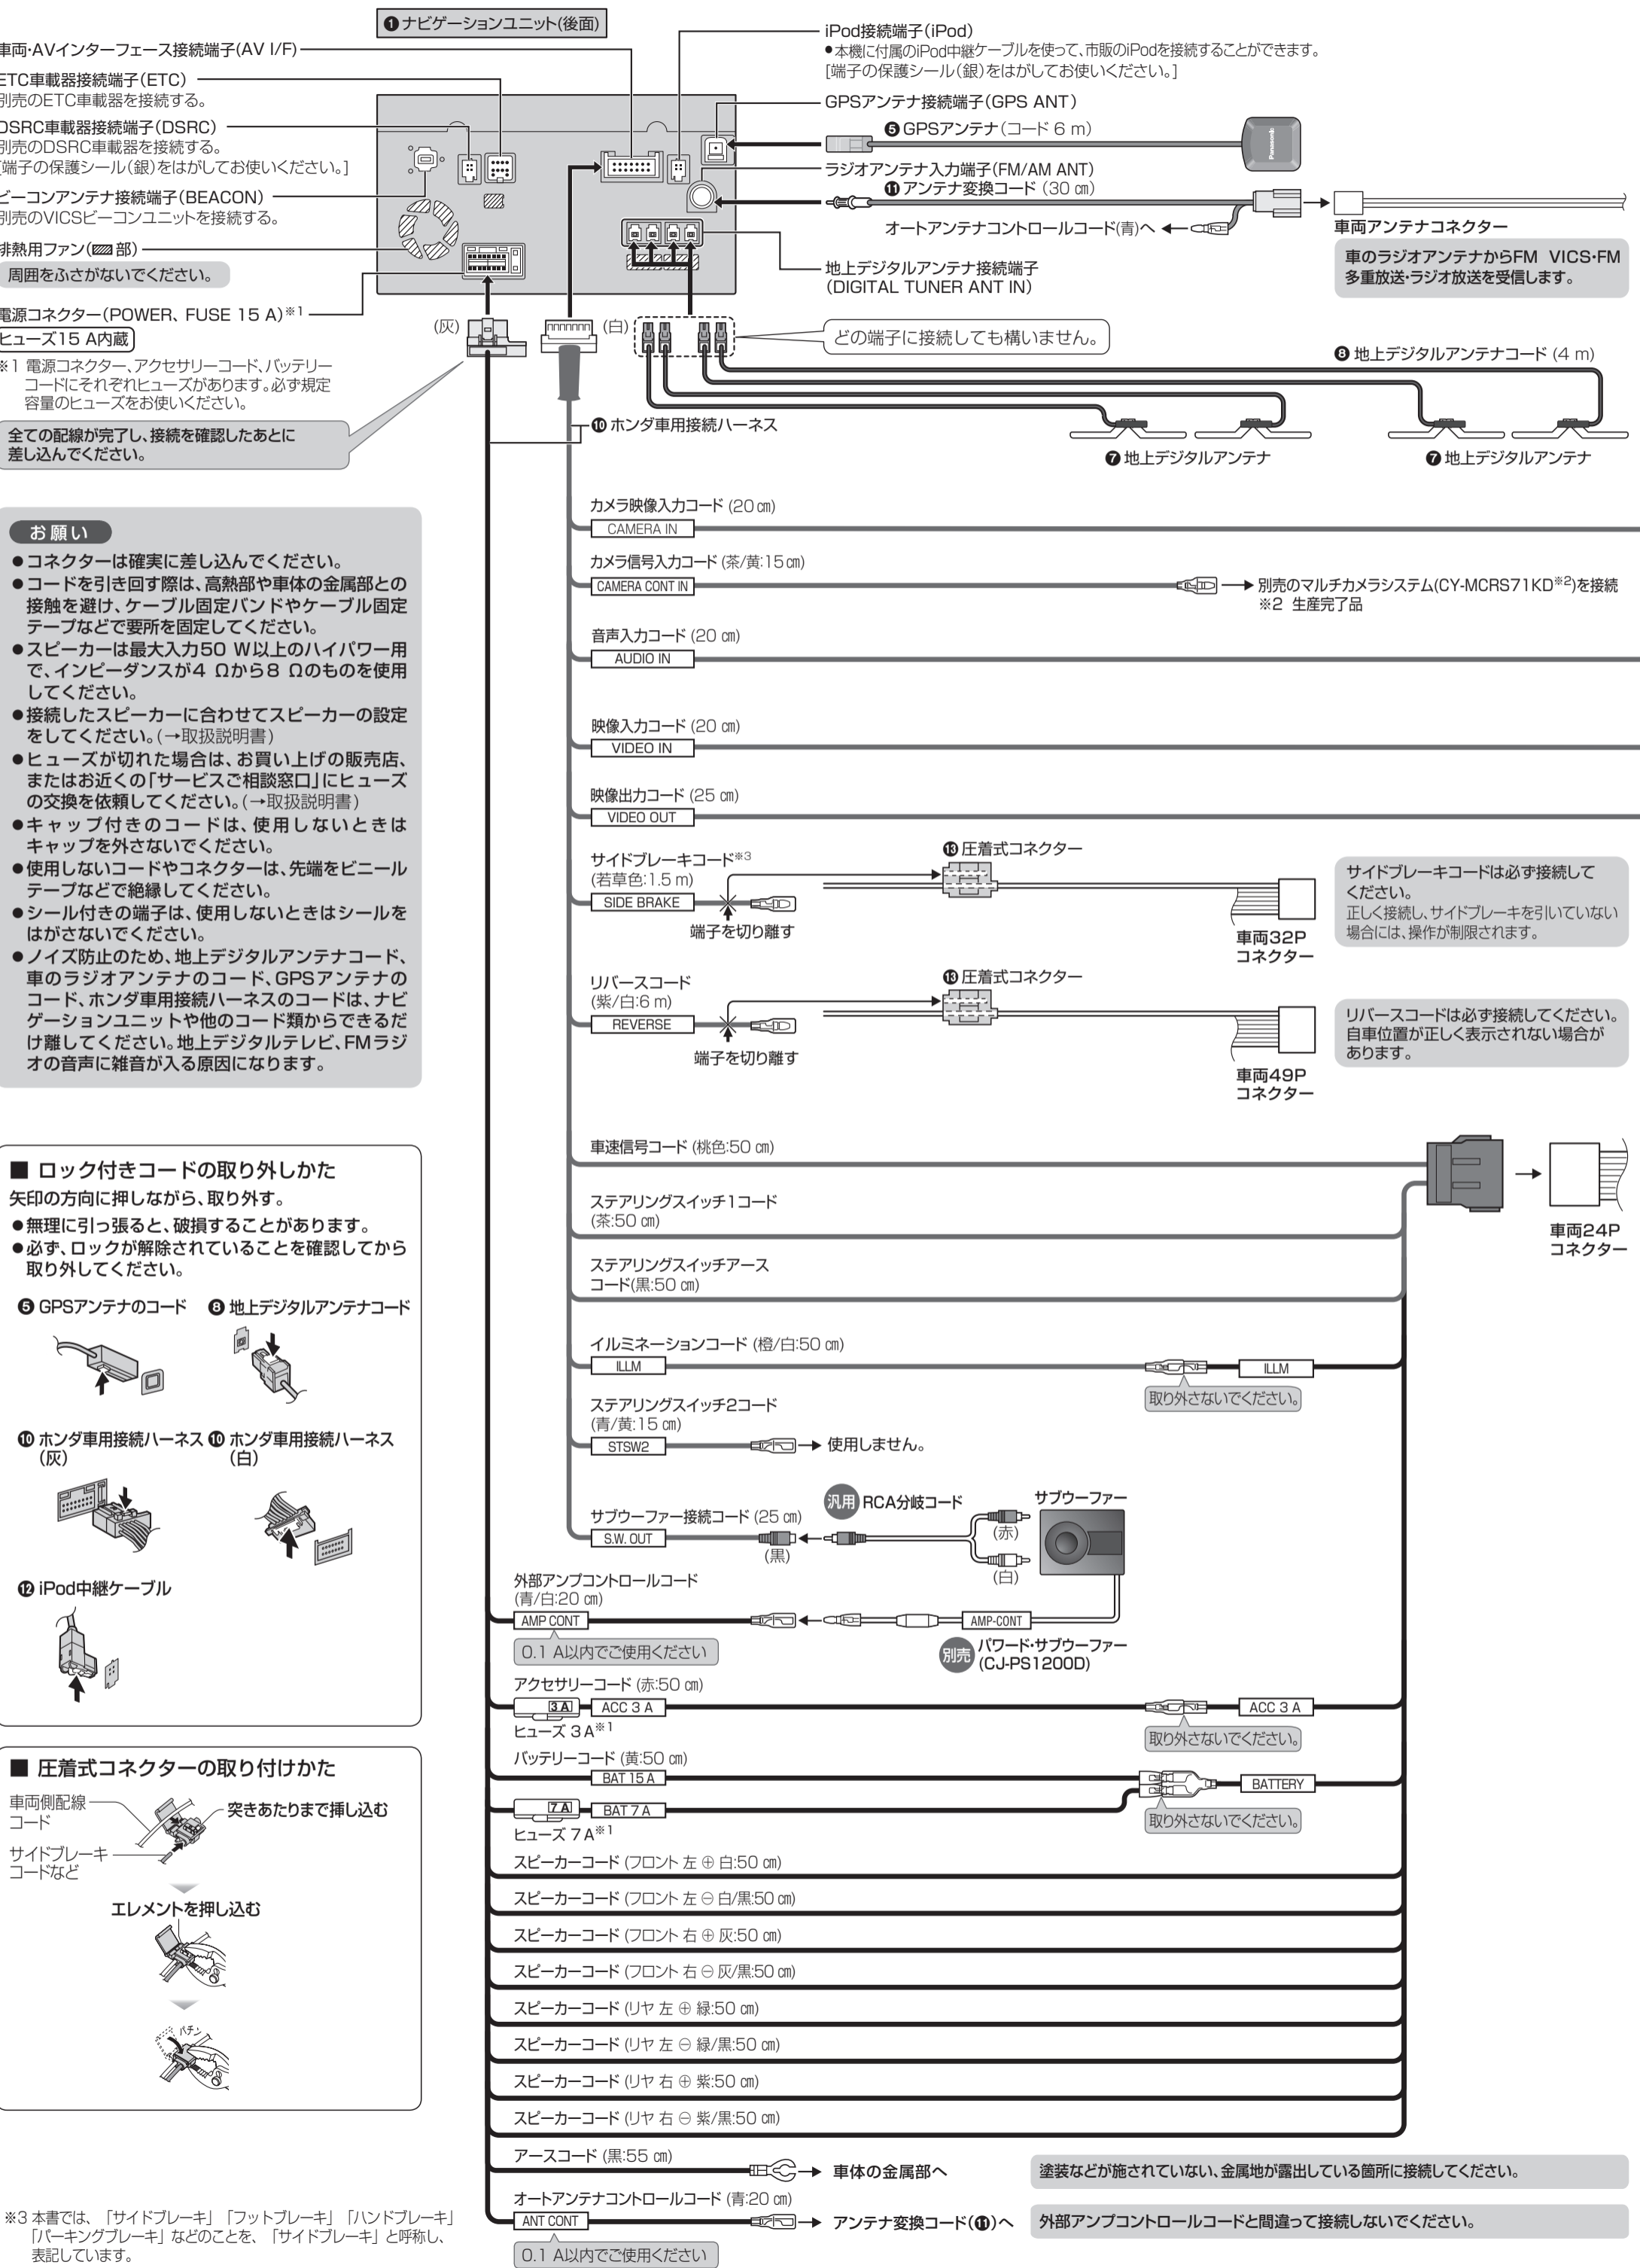 ❶ナビゲーションユニット(後面)
車両・AVインターフェース接続端子(AV I/F)
ETC車載器接続端子(ETC)
別売のETC車載器を接続する。
DSRC車載器接続端子(DSRC)
別売のDSRC車載器を接続する。
[端子の保護シール(銀)をはがしてお使いください。]
ビーコンアンテナ接続端子(BEACON)
別売のVICSビーコンユニットを接続する。
排熱用ファン(部)
周囲をふさがないでください。
電源コネクター(POWER、FUSE 15 A)※1
ヒューズ15 A内蔵
※1 電源コネクター、アクセサリーコード、バッテリー
コードにそれぞれヒューズがあります。必ず規定
容量のヒューズをお使いください。
全ての配線が完了し、接続を確認したあとに
差し込んでください。
iPod接続端子(iPod)
●本機に付属のiPod中継ケーブルを使って、市販のiPodを接続することができます。
[端子の保護シール(銀)をはがしてお使いください。]
GPSアンテナ接続端子(GPS ANT)
❺GPSアンテナ(コード 6 m)
Panasonic
ラジオアンテナ入力端子(FM/AM ANT)
⓫アンテナ変換コード (30 ㎝)
オートアンテナコントロールコード(青)へ
車両アンテナコネクター
車のラジオアンテナからFM VICS・FM
多重放送・ラジオ放送を受信します。
地上デジタルアンテナ接続端子
(DIGITAL TUNER ANT IN)
(灰)
(白)
どの端子に接続しても構いません。
❽ 地上デジタルアンテナコード (4 m)
❿ホンダ車用接続ハーネス
❼ 地上デジタルアンテナ
❼ 地上デジタルアンテナ
お願い
●コネクターは確実に差し込んでください。
●コードを引き回す際は、高熱部や車体の金属部との
接触を避け、ケーブル固定バンドやケーブル固定
テープなどで要所を固定してください。
●スピーカーは最大入力50 W以上のハイパワー用
で、インピーダンスが4 Ωから8 Ωのものを使用
してください。
●接続したスピーカーに合わせてスピーカーの設定
をしてください。(→取扱説明書)
●ヒューズが切れた場合は、お買い上げの販売店、
またはお近くの「サービスご相談窓口」にヒューズ
の交換を依頼してください。(→取扱説明書)
●キャップ付きのコードは、使用しないときは
キャップを外さないでください。
●使用しないコードやコネクターは、先端をビニール
テープなどで絶縁してください。
●シール付きの端子は、使用しないときはシールを
はがさないでください。
●ノイズ防止のため、地上デジタルアンテナコード、
車のラジオアンテナのコード、GPSアンテナの
コード、ホンダ車用接続ハーネスのコードは、ナビ
ゲーションユニットや他のコード類からできるだ
け離してください。地上デジタルテレビ、FMラジ
オの音声に雑音が入る原因になります。
■ ロック付きコードの取り外しかた
矢印の方向に押しながら、取り外す。
●無理に引っ張ると、破損することがあります。
●必ず、ロックが解除されていることを確認してから
取り外してください。
❺ GPSアンテナのコード
❽ 地上デジタルアンテナコード
❿ ホンダ車用接続ハーネス
(灰)
❿ ホンダ車用接続ハーネス
(白)
⓬ iPod中継ケーブル
■ 圧着式コネクターの取り付けかた
車両側配線
コード
突きあたりまで挿し込む
サイドブレーキ
コードなど
エレメントを押し込む
パチン
※3 本書では、「サイドブレーキ」「フットブレーキ」「ハンドブレーキ」
「パーキングブレーキ」などのことを、「サイドブレーキ」と呼称し、
表記しています。
カメラ映像入力コード (20 ㎝)
CAMERA IN
カメラ信号入力コード (茶/黄:15 ㎝)
CAMERA CONT IN
別売のマルチカメラシステム(CY-MCRS71KD※2)を接続
※2 生産完了品
音声入力コード (20 ㎝)
AUDIO IN
映像入力コード (20 ㎝)
VIDEO IN
映像出力コード (25 ㎝)
VIDEO OUT
サイドブレーキコード※3
(若草色:1.5 m)
SIDE BRAKE
端子を切り離す
⓭圧着式コネクター
車両32P
コネクター
サイドブレーキコードは必ず接続して
ください。
正しく接続し、サイドブレーキを引いていない
場合には、操作が制限されます。
リバースコード
(紫/白:6 m)
REVERSE
端子を切り離す
⓭圧着式コネクター
車両49P
コネクター
リバースコードは必ず接続してください。
自車位置が正しく表示されない場合が
あります。
車速信号コード (桃色:50 ㎝)
ステアリングスイッチ1コード
(茶:50 ㎝)
ステアリングスイッチアース
コード(黒:50 ㎝)
車両24P
コネクター
イルミネーションコード (橙/白:50 ㎝)
ILLM
ILLM
取り外さないでください。
ステアリングスイッチ2コード
(青/黄:15 ㎝)
STSW2
使用しません。
サブウーファー接続コード (25 ㎝)
S.W. OUT
(黒)
汎用 RCA分岐コード
(赤)
(白)
サブウーファー
外部アンプコントロールコード
(青/白:20 ㎝)
AMP CONT
AMP-CONT
0.1 A以内でご使用ください
別売 パワード・サブウーファー
(CJ-PS1200D)
アクセサリーコード (赤:50 ㎝)
3 A
ACC 3 A
ACC 3 A
ヒューズ 3 A※1
取り外さないでください。
バッテリーコード (黄:50 ㎝)
BAT 15 A
BATTERY
7 A
BAT 7 A
ヒューズ 7 A※1
取り外さないでください。
スピーカーコード (フロント 左 ⊕ 白:50 ㎝)
スピーカーコード (フロント 左 ⊖ 白/黒:50 ㎝)
スピーカーコード (フロント 右 ⊕ 灰:50 ㎝)
スピーカーコード (フロント 右 ⊖ 灰/黒:50 ㎝)
スピーカーコード (リヤ 左 ⊕ 緑:50 ㎝)
スピーカーコード (リヤ 左 ⊖ 緑/黒:50 ㎝)
スピーカーコード (リヤ 右 ⊕ 紫:50 ㎝)
スピーカーコード (リヤ 右 ⊖ 紫/黒:50 ㎝)
アースコード (黒:55 ㎝)
車体の金属部へ
塗装などが施されていない、金属地が露出している箇所に接続してください。
オートアンテナコントロールコード (青:20 ㎝)
ANT CONT
アンテナ変換コード(⓫)へ
外部アンプコントロールコードと間違って接続しないでください。
0.1 A以内でご使用ください